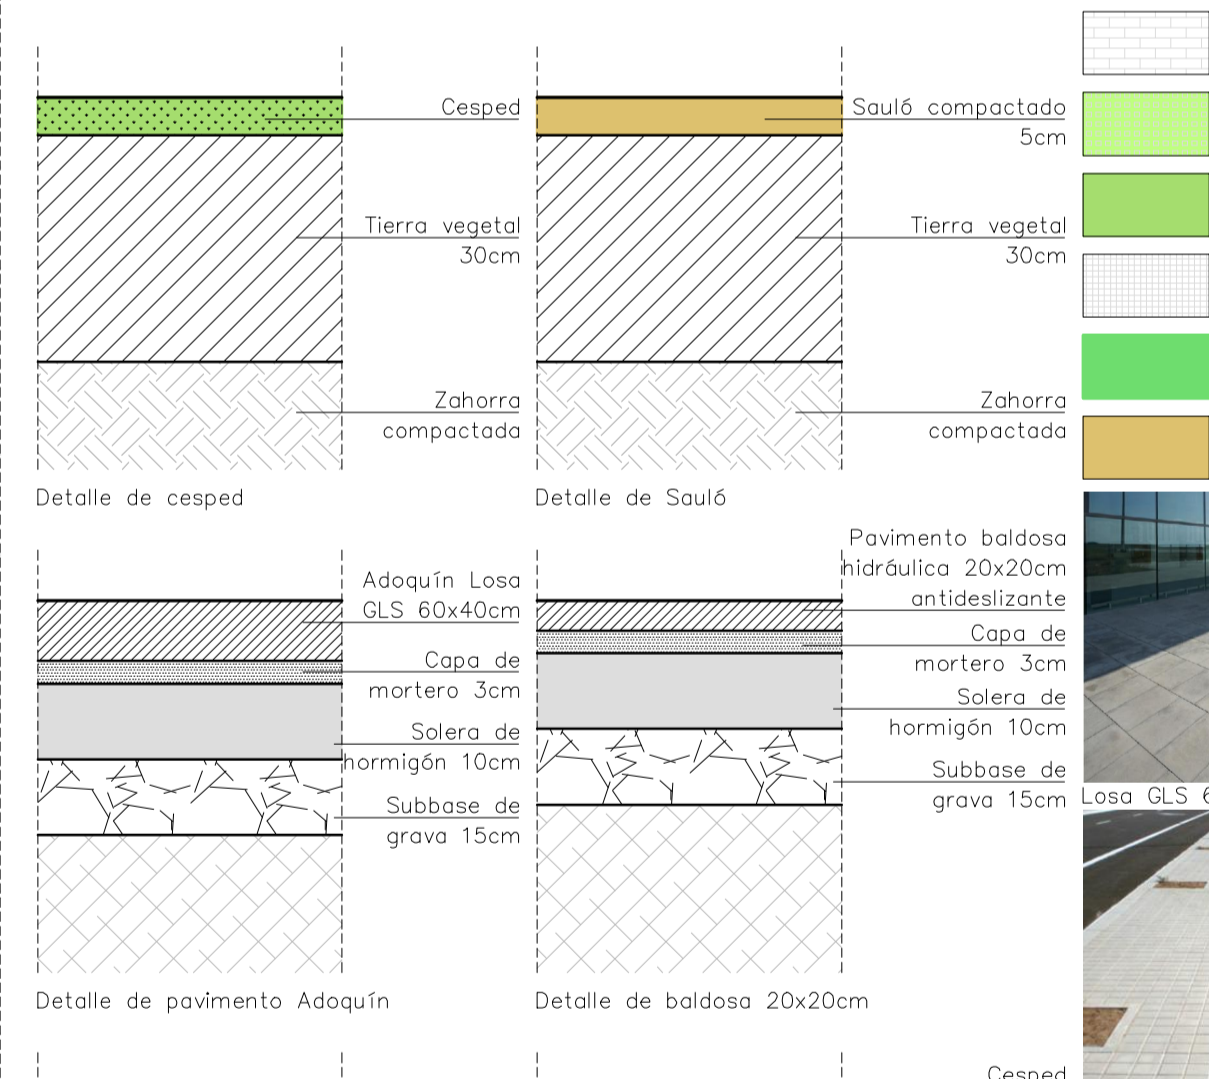 Cesped
Tierra vegetal
30cm
Zahorra
compactada
Detalle de cesped
Sauló compactado
5cm
Tierra vegetal
30cm
Zahorra
compactada
Detalle de Sauló
Adoquín Losa
GLS 60x40cm
Capa de
mortero 3cm
Solera de
hormigón 10cm
Subbase de
grava 15cm
Detalle de pavimento Adoquín
Pavimento baldosa
hidráulica 20x20cm
antideslizante
Capa de
mortero 3cm
Solera de
hormigón 10cm
Subbase de
grava 15cm
Detalle de baldosa 20x20cm
Losa GLS 6
Cesped